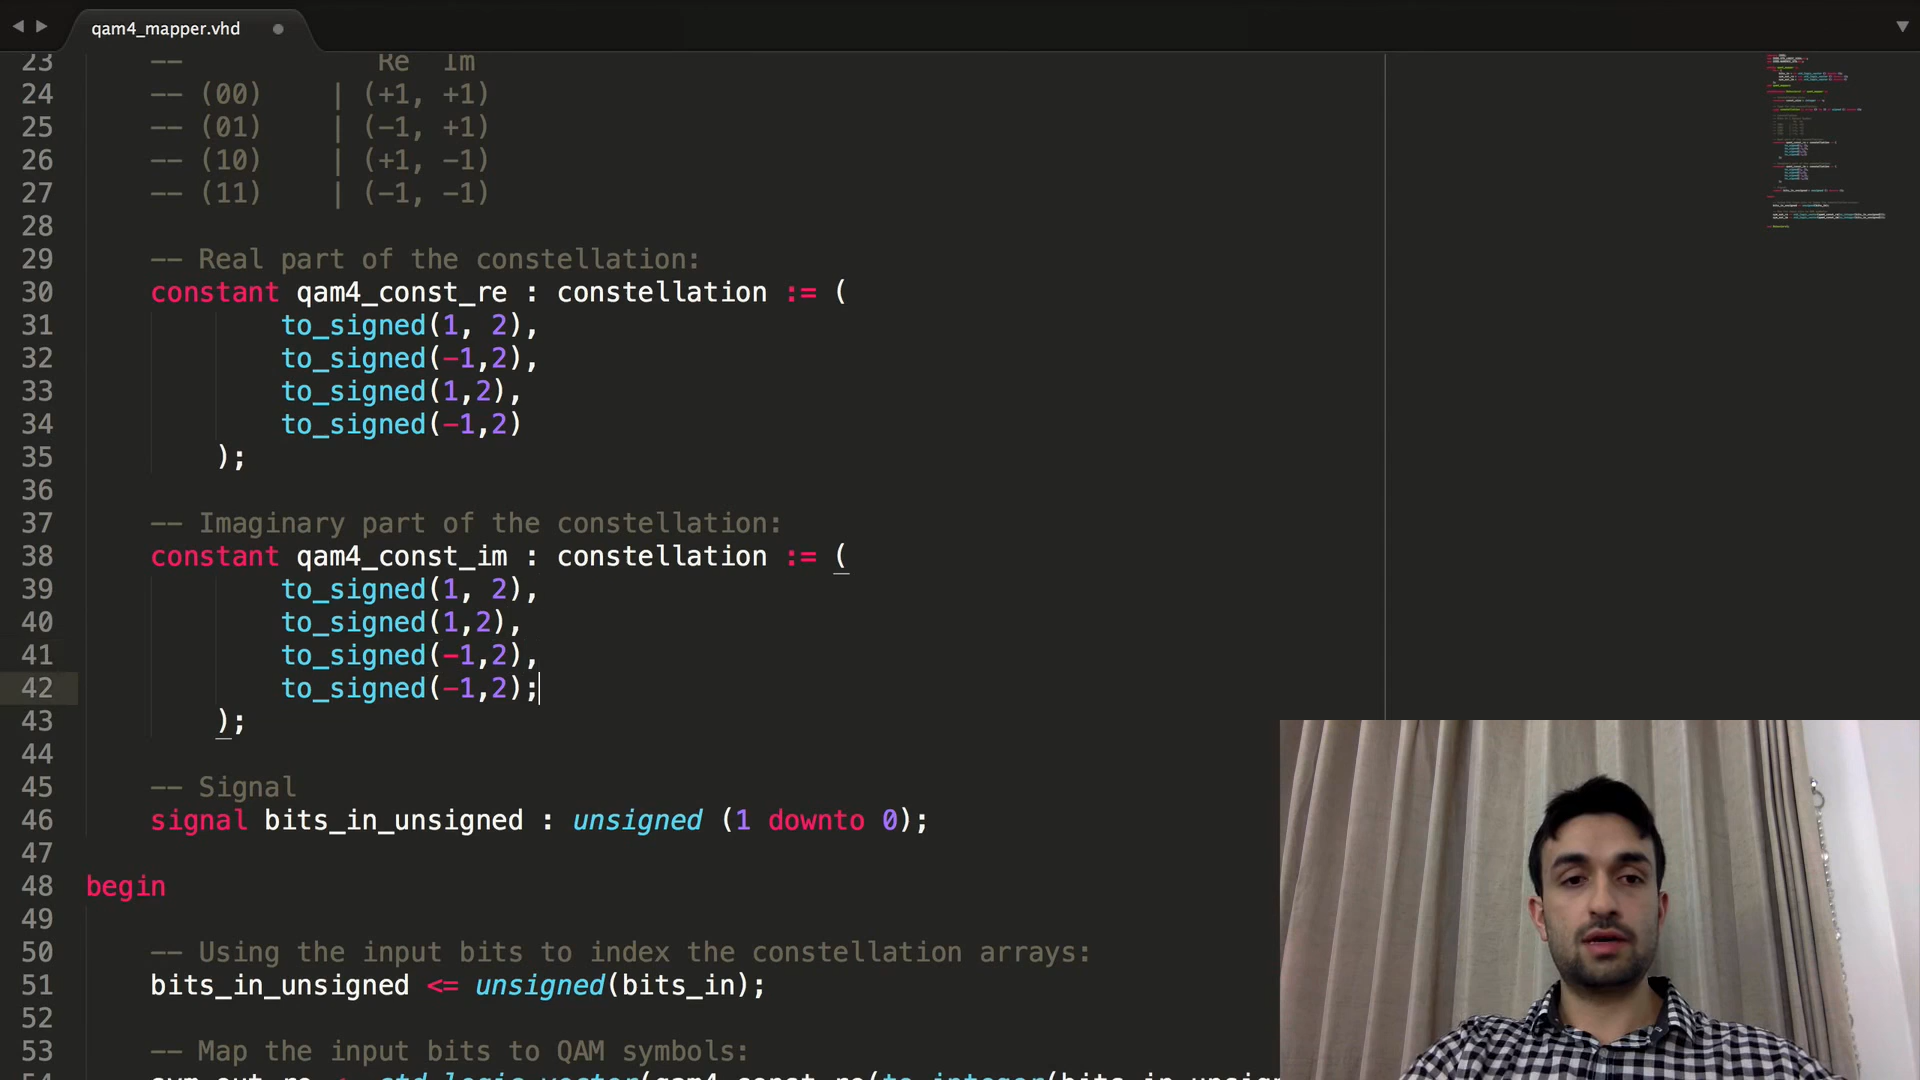 qam4_mapper.vhd
23 -- Re Im
24 -- (00) | (+1, +1)
25 -- (01) | (-1, +1)
26 -- (10) | (+1, -1)
27 -- (11) | (-1, -1)
28
29 -- Real part of the constellation:
30 constant qam4_const_re : constellation := (
31 to_signed(1, 2),
32 to_signed(-1,2),
33 to_signed(1,2),
34 to_signed(-1,2)
35 );
36
37 -- Imaginary part of the constellation:
38 constant qam4_const_im : constellation := (
39 to_signed(1, 2),
40 to_signed(1,2),
41 to_signed(-1,2),
42 to_signed(-1,2);
43 );
44
45 -- Signal
46 signal bits_in_unsigned : unsigned (1 downto 0);
47
48 begin
49
50 -- Using the input bits to index the constellation arrays:
51 bits_in_unsigned <= unsigned(bits_in);
52
53 -- Map the input bits to QAM symbols:
54 sym_out_re <= std_logic_vector(qam4_const_re(to_integer(bits_in_unsign